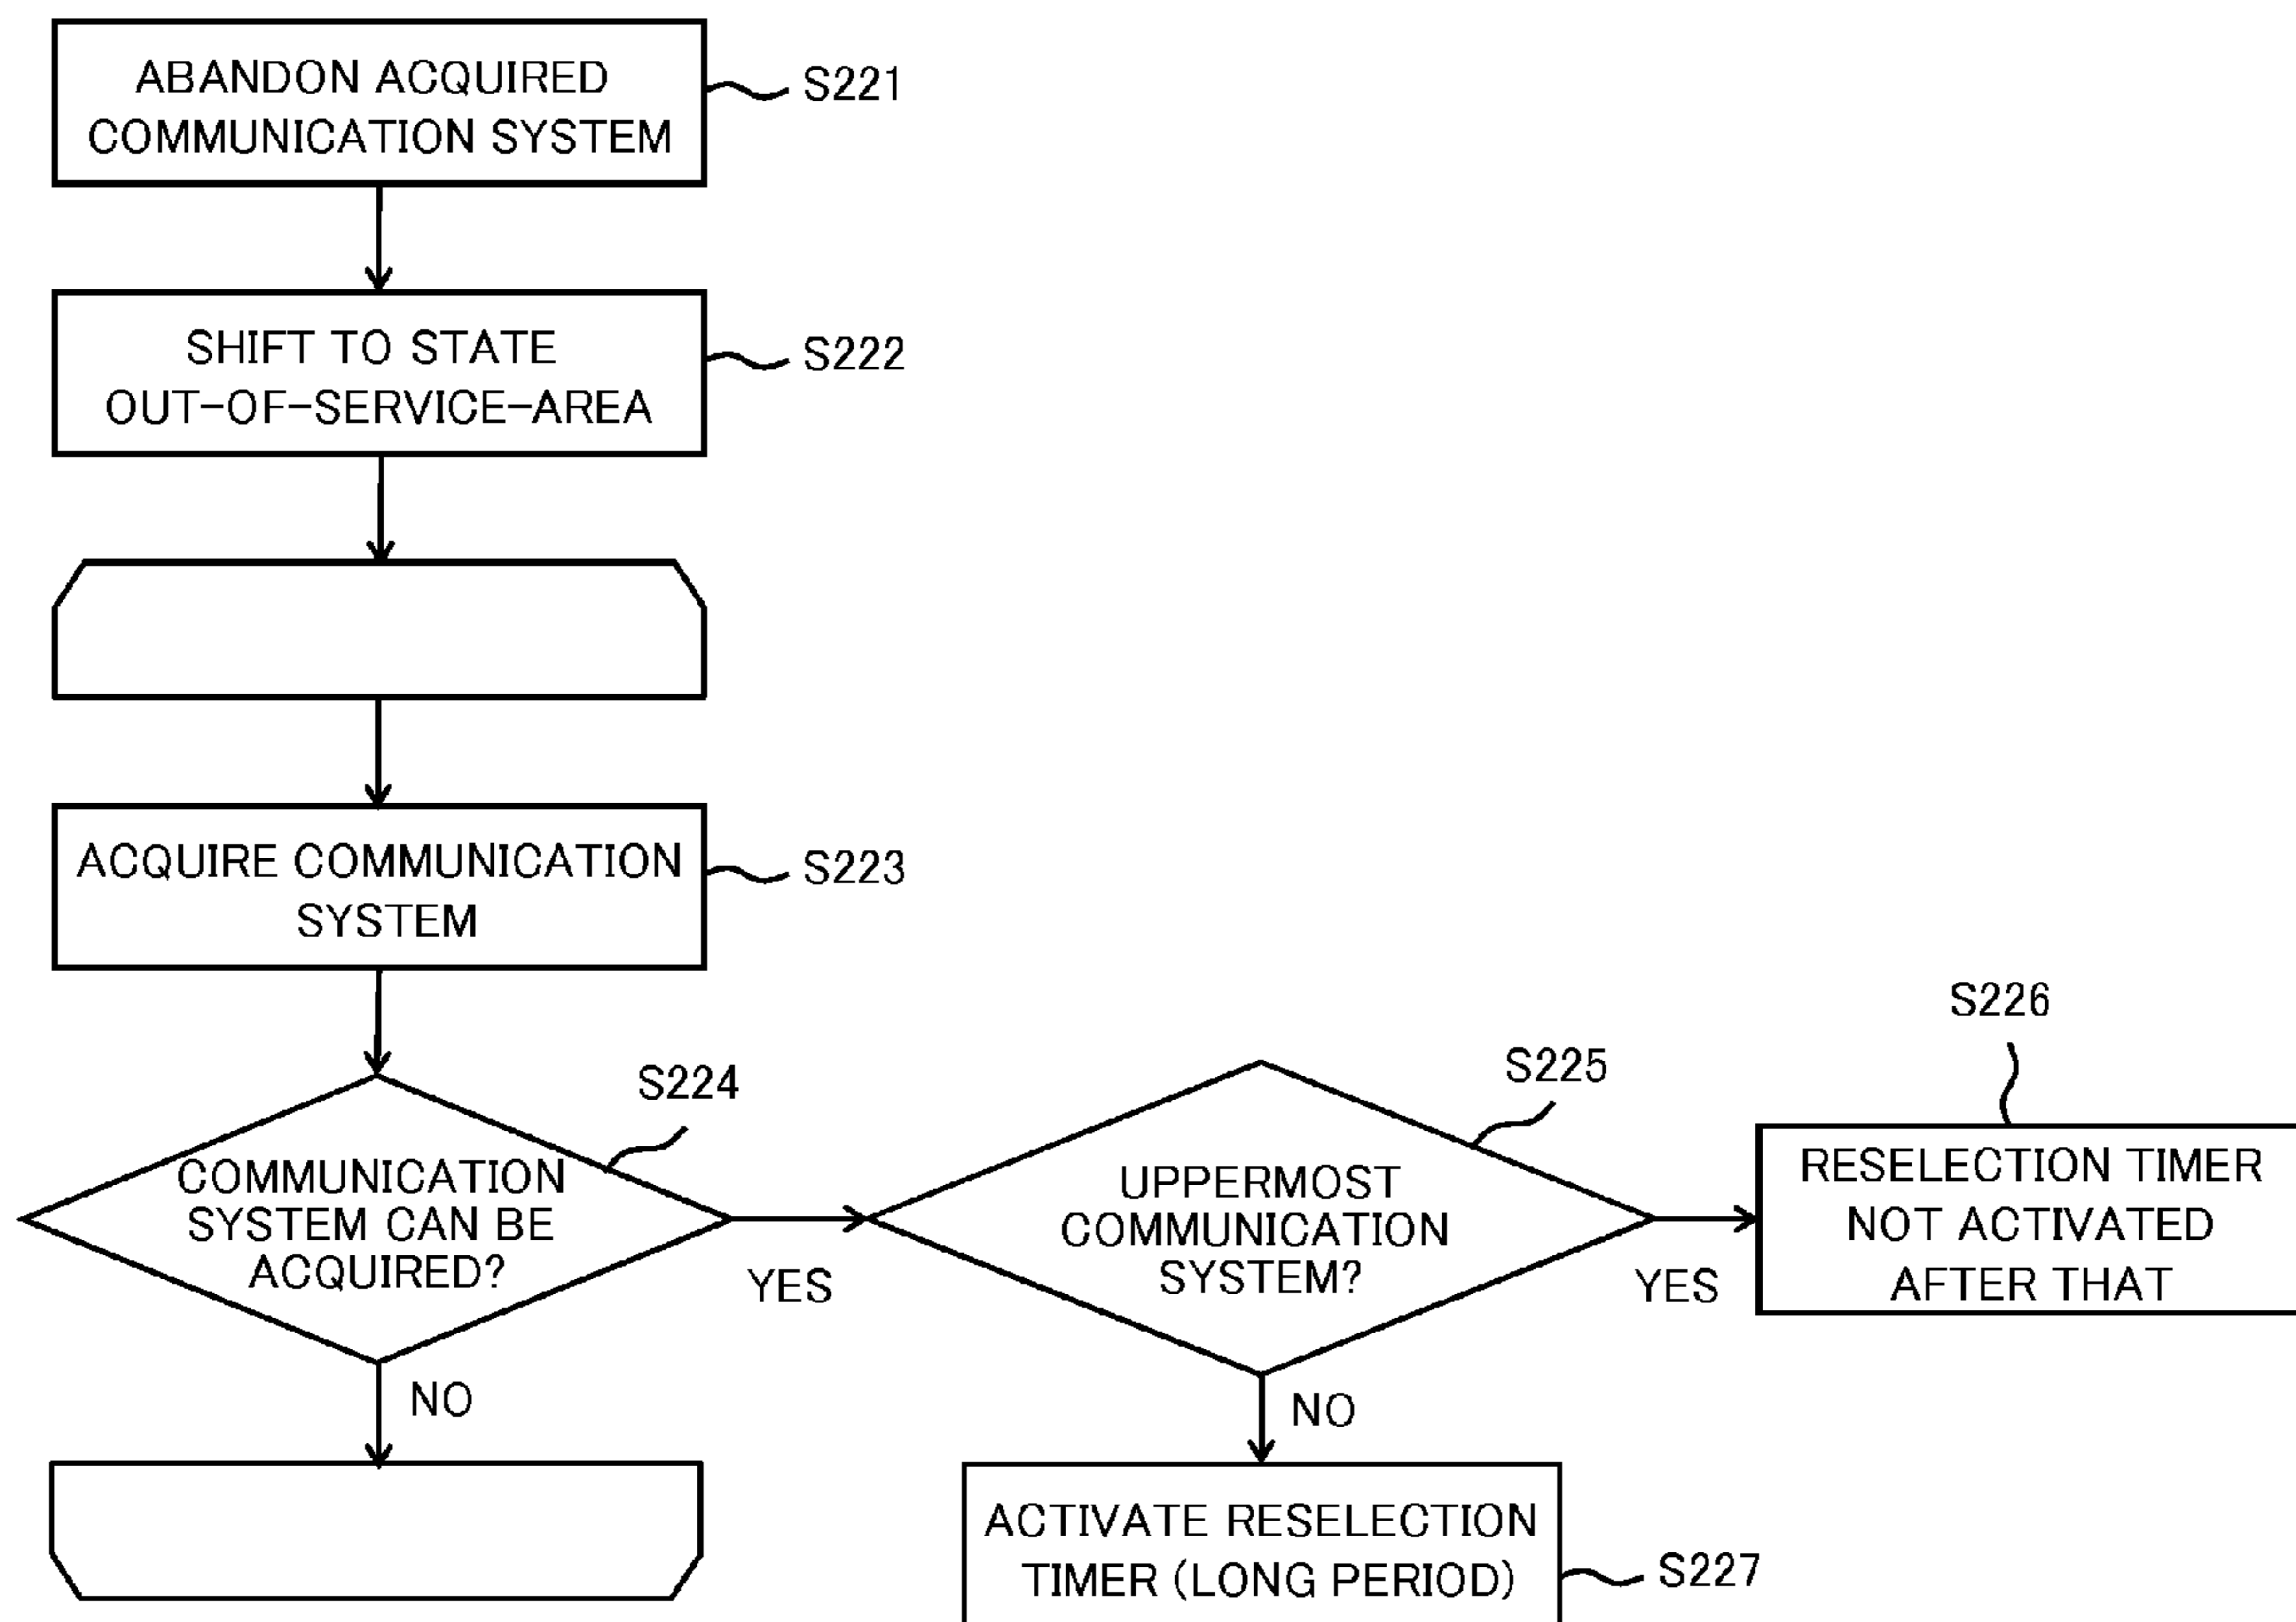 ABANDON ACQUIRED
COMMUNICATION SYSTEM
S221
SHIFT TO STATE
OUT-OF-SERVICE-AREA
S222
ACQUIRE COMMUNICATION
SYSTEM
S223
COMMUNICATION
SYSTEM CAN BE
ACQUIRED?
S224
YES
NO
UPPERMOST
COMMUNICATION
SYSTEM?
S225
YES
NO
S226
RESELECTION TIMER
NOT ACTIVATED
AFTER THAT
ACTIVATE RESELECTION
TIMER (LONG PERIOD)
S227